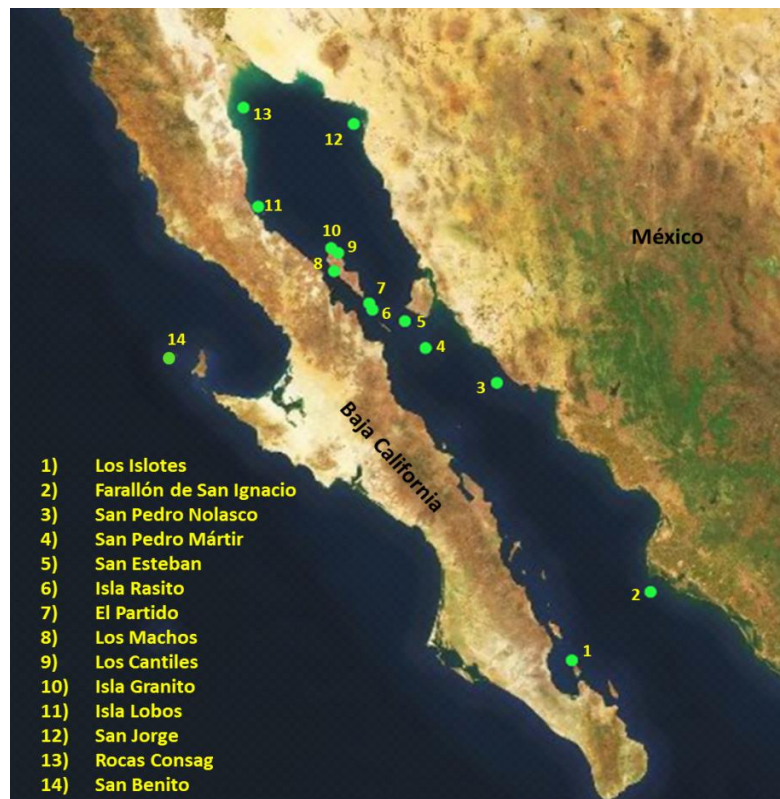 13
12
11
10
9
8
7
6
5
4
3
14
2
1
México
Baja California
1) Los Islotes
2) Farallón de San Ignacio
3) San Pedro Nolasco
4) San Pedro Mártir
5) San Esteban
6) Isla Rasito
7) El Partido
8) Los Machos
9) Los Cantiles
10) Isla Granito
11) Isla Lobos
12) San Jorge
13) Rocas Consag
14) San Benito